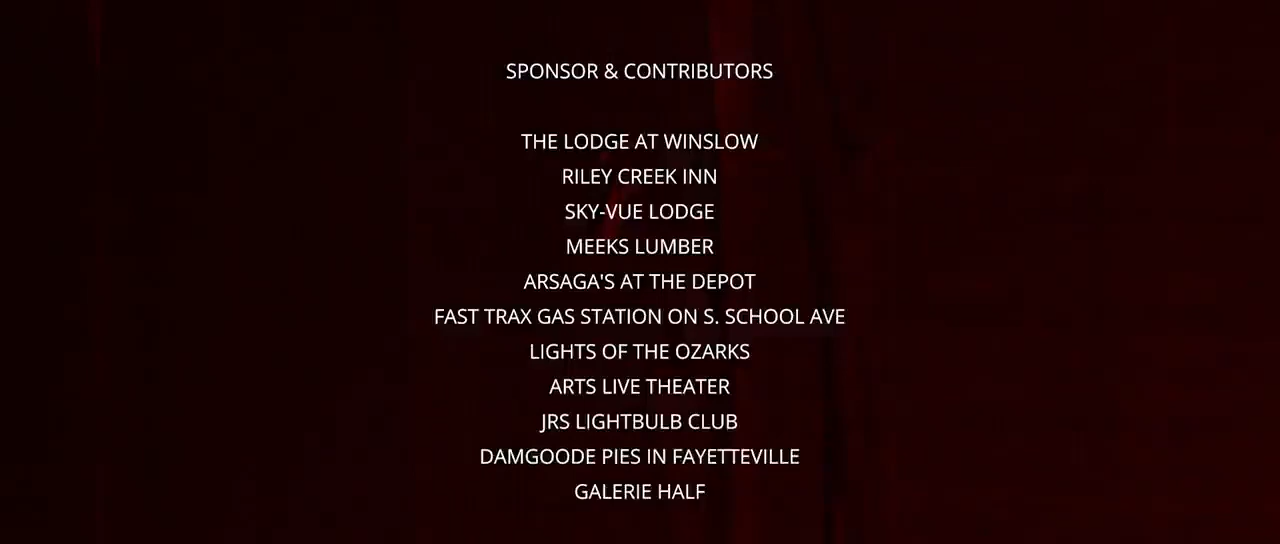 SPONSOR & CONTRIBUTORS
THE LODGE AT WINSLOW
RILEY CREEK INN
SKY-VUE LODGE
MEEKS LUMBER
ARSAGA'S AT THE DEPOT
FAST TRAX GAS STATION ON S. SCHOOL AVE
LIGHTS OF THE OZARKS
ARTS LIVE THEATER
JRS LIGHTBULB CLUB
DAMGOODE PIES IN FAYETTEVILLE
GALERIE HALF